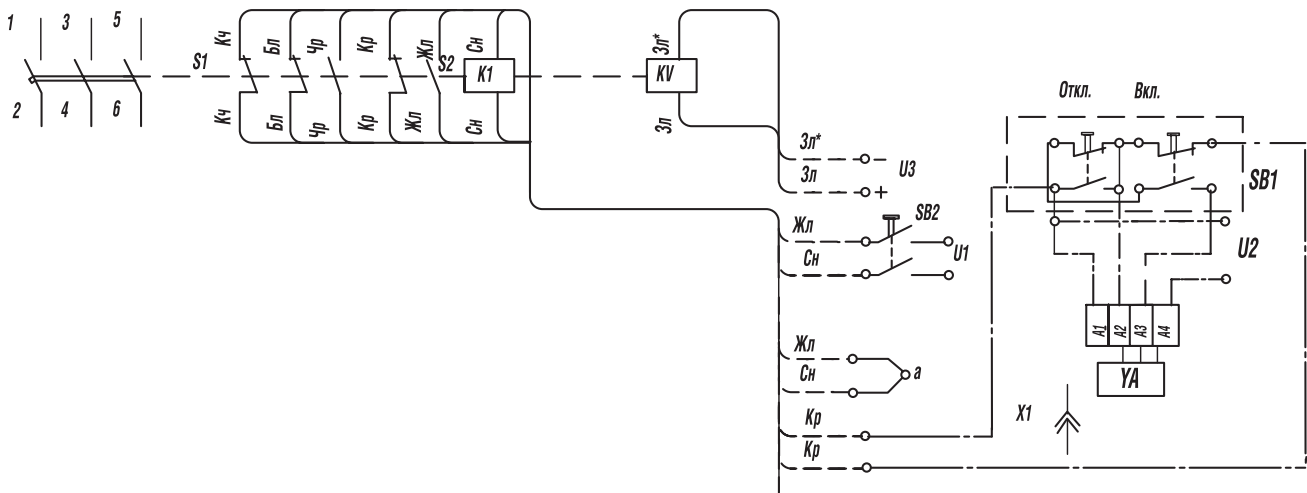 1 3 5
2 4 6
S1
Кч Бл Чр Кр Жл Сн
S2
K1
Кч Бл Чр Кр Жл Сн
Зл*
KV
Зл
Зл* − U3
Зл +
Жл SB2
Сн U1
Жл
Сн а
Кр
Кр
Откл. Вкл.
SB1
U2
A1 A2 A3 A4
YA
X1